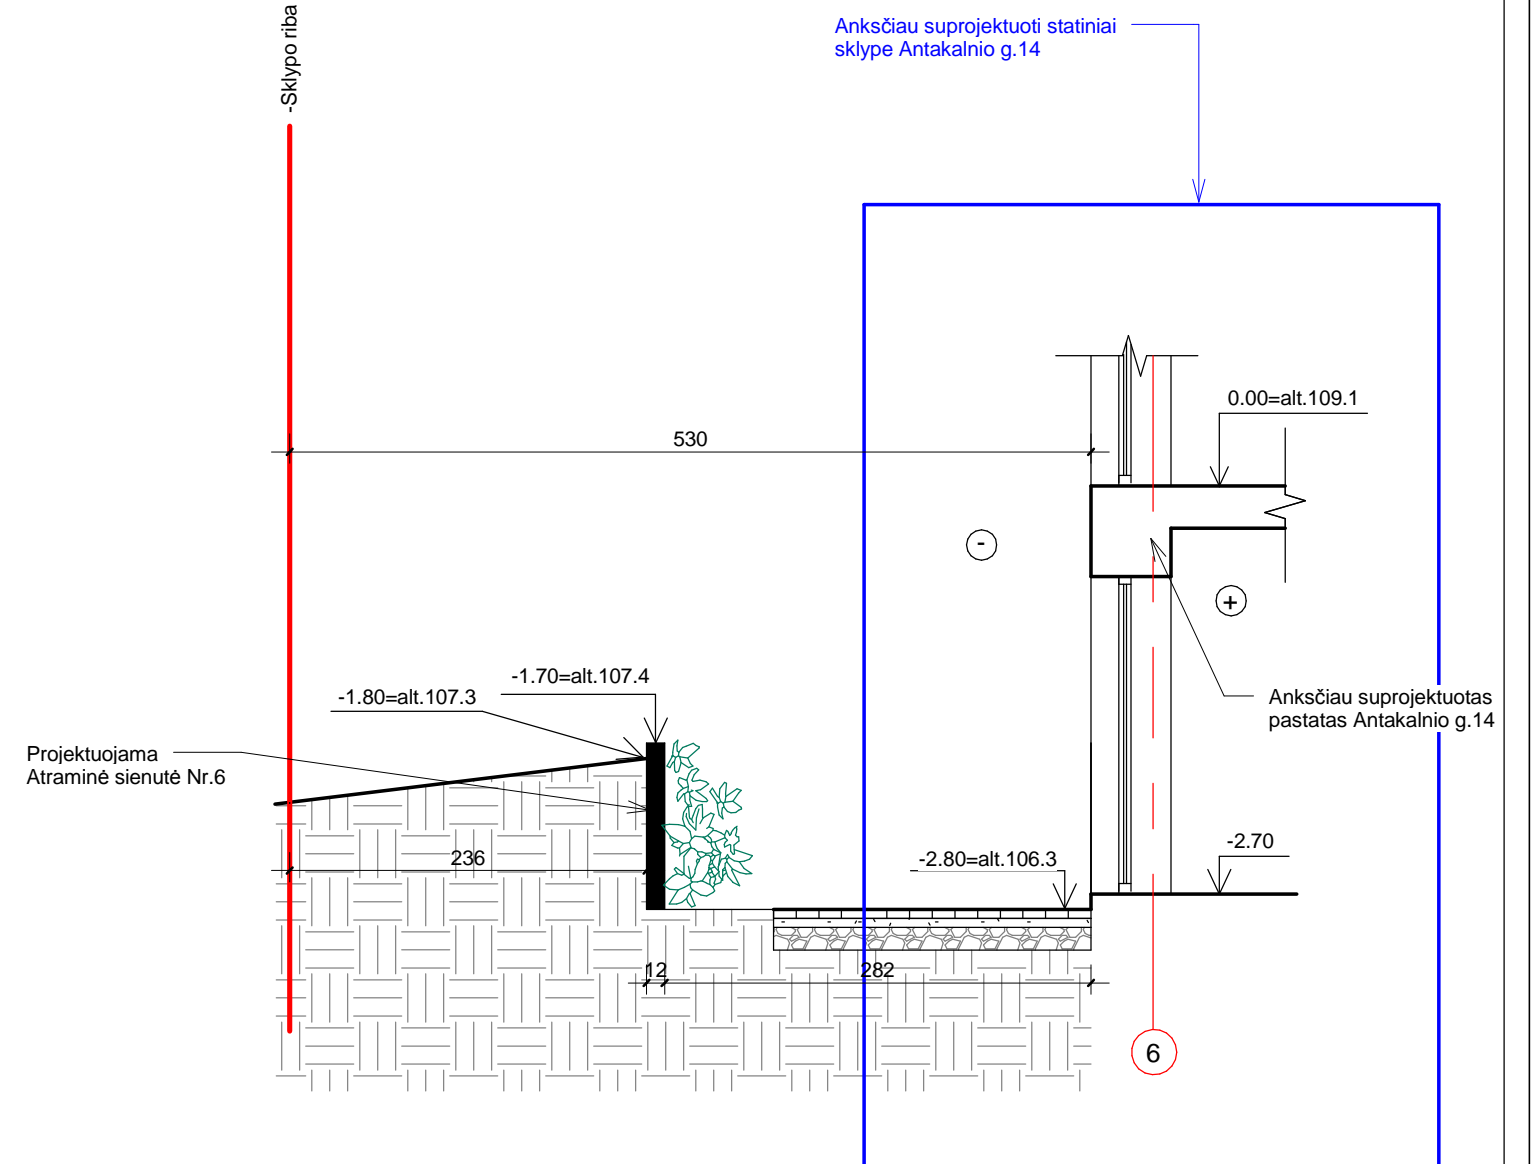 -Sklypo riba
Anksčiau suprojektuoti statiniai
sklype Antakalnio g.14
0.00=alt.109.1
530
-
+
-1.70=alt.107.4
-1.80=alt.107.3
Anksčiau suprojektuotas
pastatas Antakalnio g.14
Projektuojama
Atraminė sienutė Nr.6
236
-2.80=alt.106.3
-2.70
12
282
6